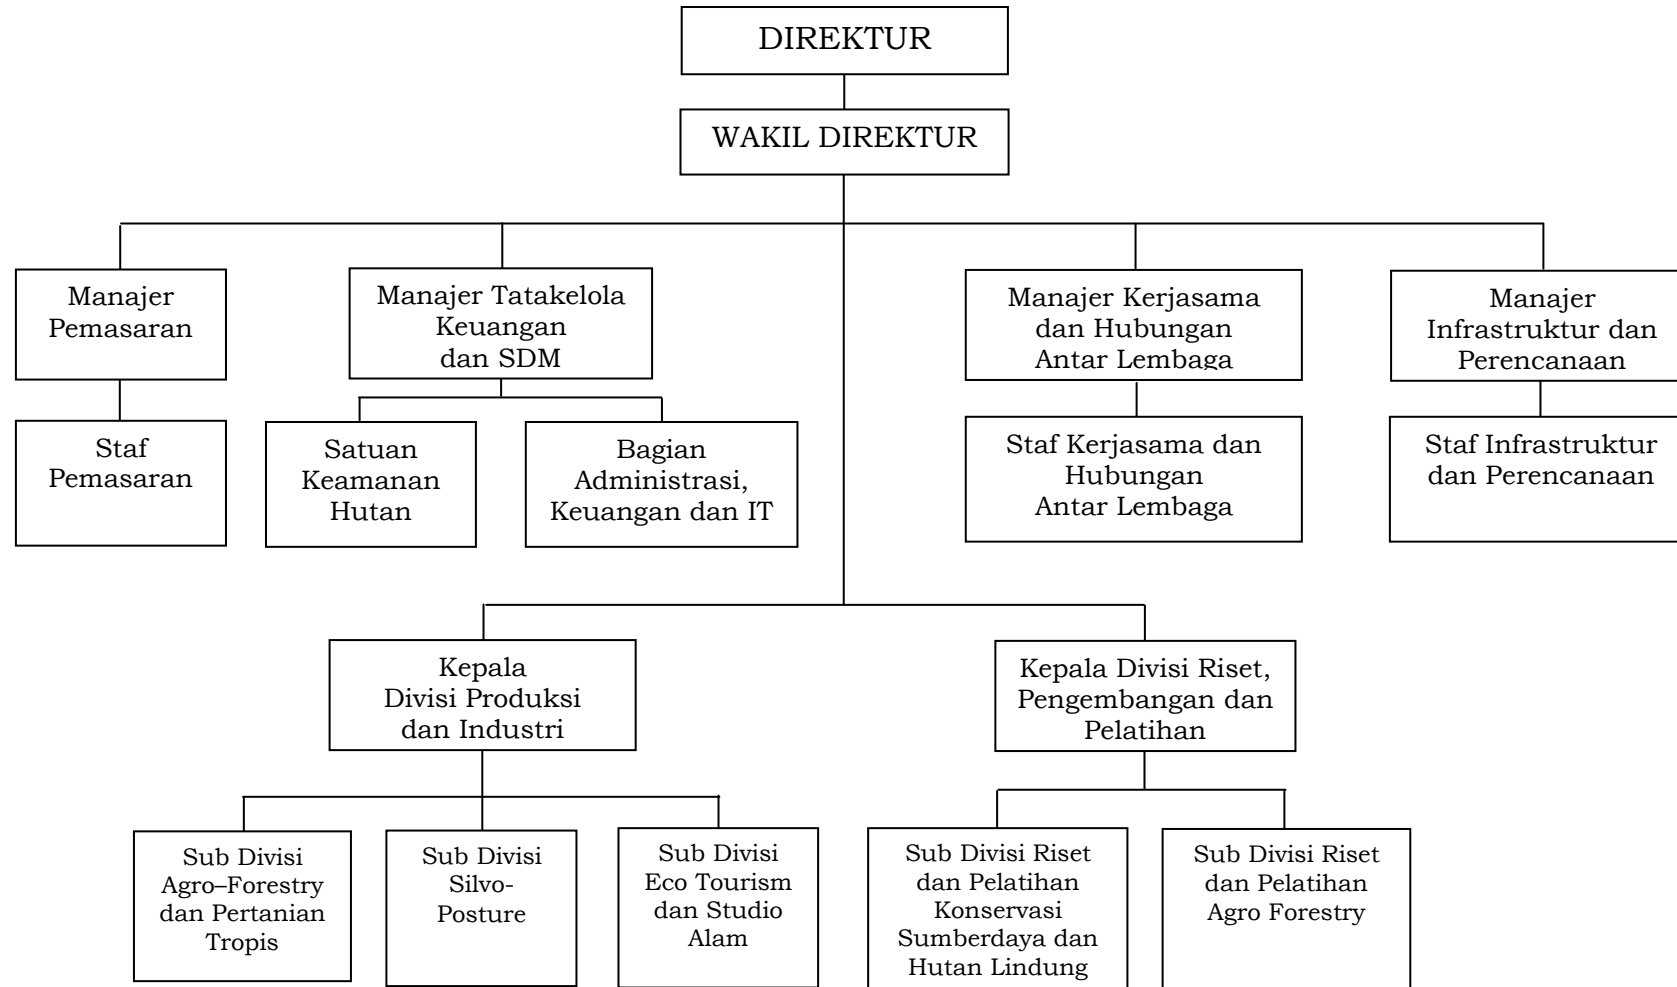 DIREKTUR
WAKIL DIREKTUR
Manajer
Pemasaran
Manajer Tatakelola
Keuangan
dan SDM
Manajer Kerjasama
dan Hubungan
Antar Lembaga
Manajer
Infrastruktur dan
Perencanaan
Staf
Pemasaran
Satuan
Keamanan
Hutan
Bagian
Administrasi,
Keuangan dan IT
Staf Kerjasama dan
Hubungan
Antar Lembaga
Staf Infrastruktur
dan Perencanaan
Kepala
Divisi Produksi
dan Industri
Kepala Divisi Riset,
Pengembangan dan
Pelatihan
Sub Divisi
Agro–Forestry
dan Pertanian
Tropis
Sub Divisi
Silvo-
Posture
Sub Divisi
Eco Tourism
dan Studio
Alam
Sub Divisi Riset
dan Pelatihan
Konservasi
Sumberdaya dan
Hutan Lindung
Sub Divisi Riset
dan Pelatihan
Agro Forestry